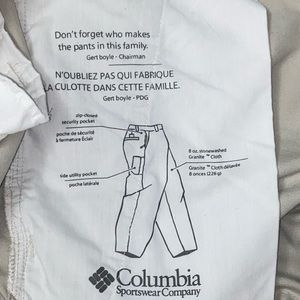 Don't forget who makes
the pants in this family.
Gert boyle - Chairman
N'OUBLIEZ PAS QUI FABRIQUE
LA CULOTTE DANS CETTE FAMILLE.
Gert boyle - PDG
zip-closed
security pocket
poche de sécurité
à fermeture Éclair
side utility pocket
poche latérale
8 oz. stonewashed
Granite™ Cloth
Granite™ Cloth délavée
8 onces (226 g)
Columbia
Sportswear Company